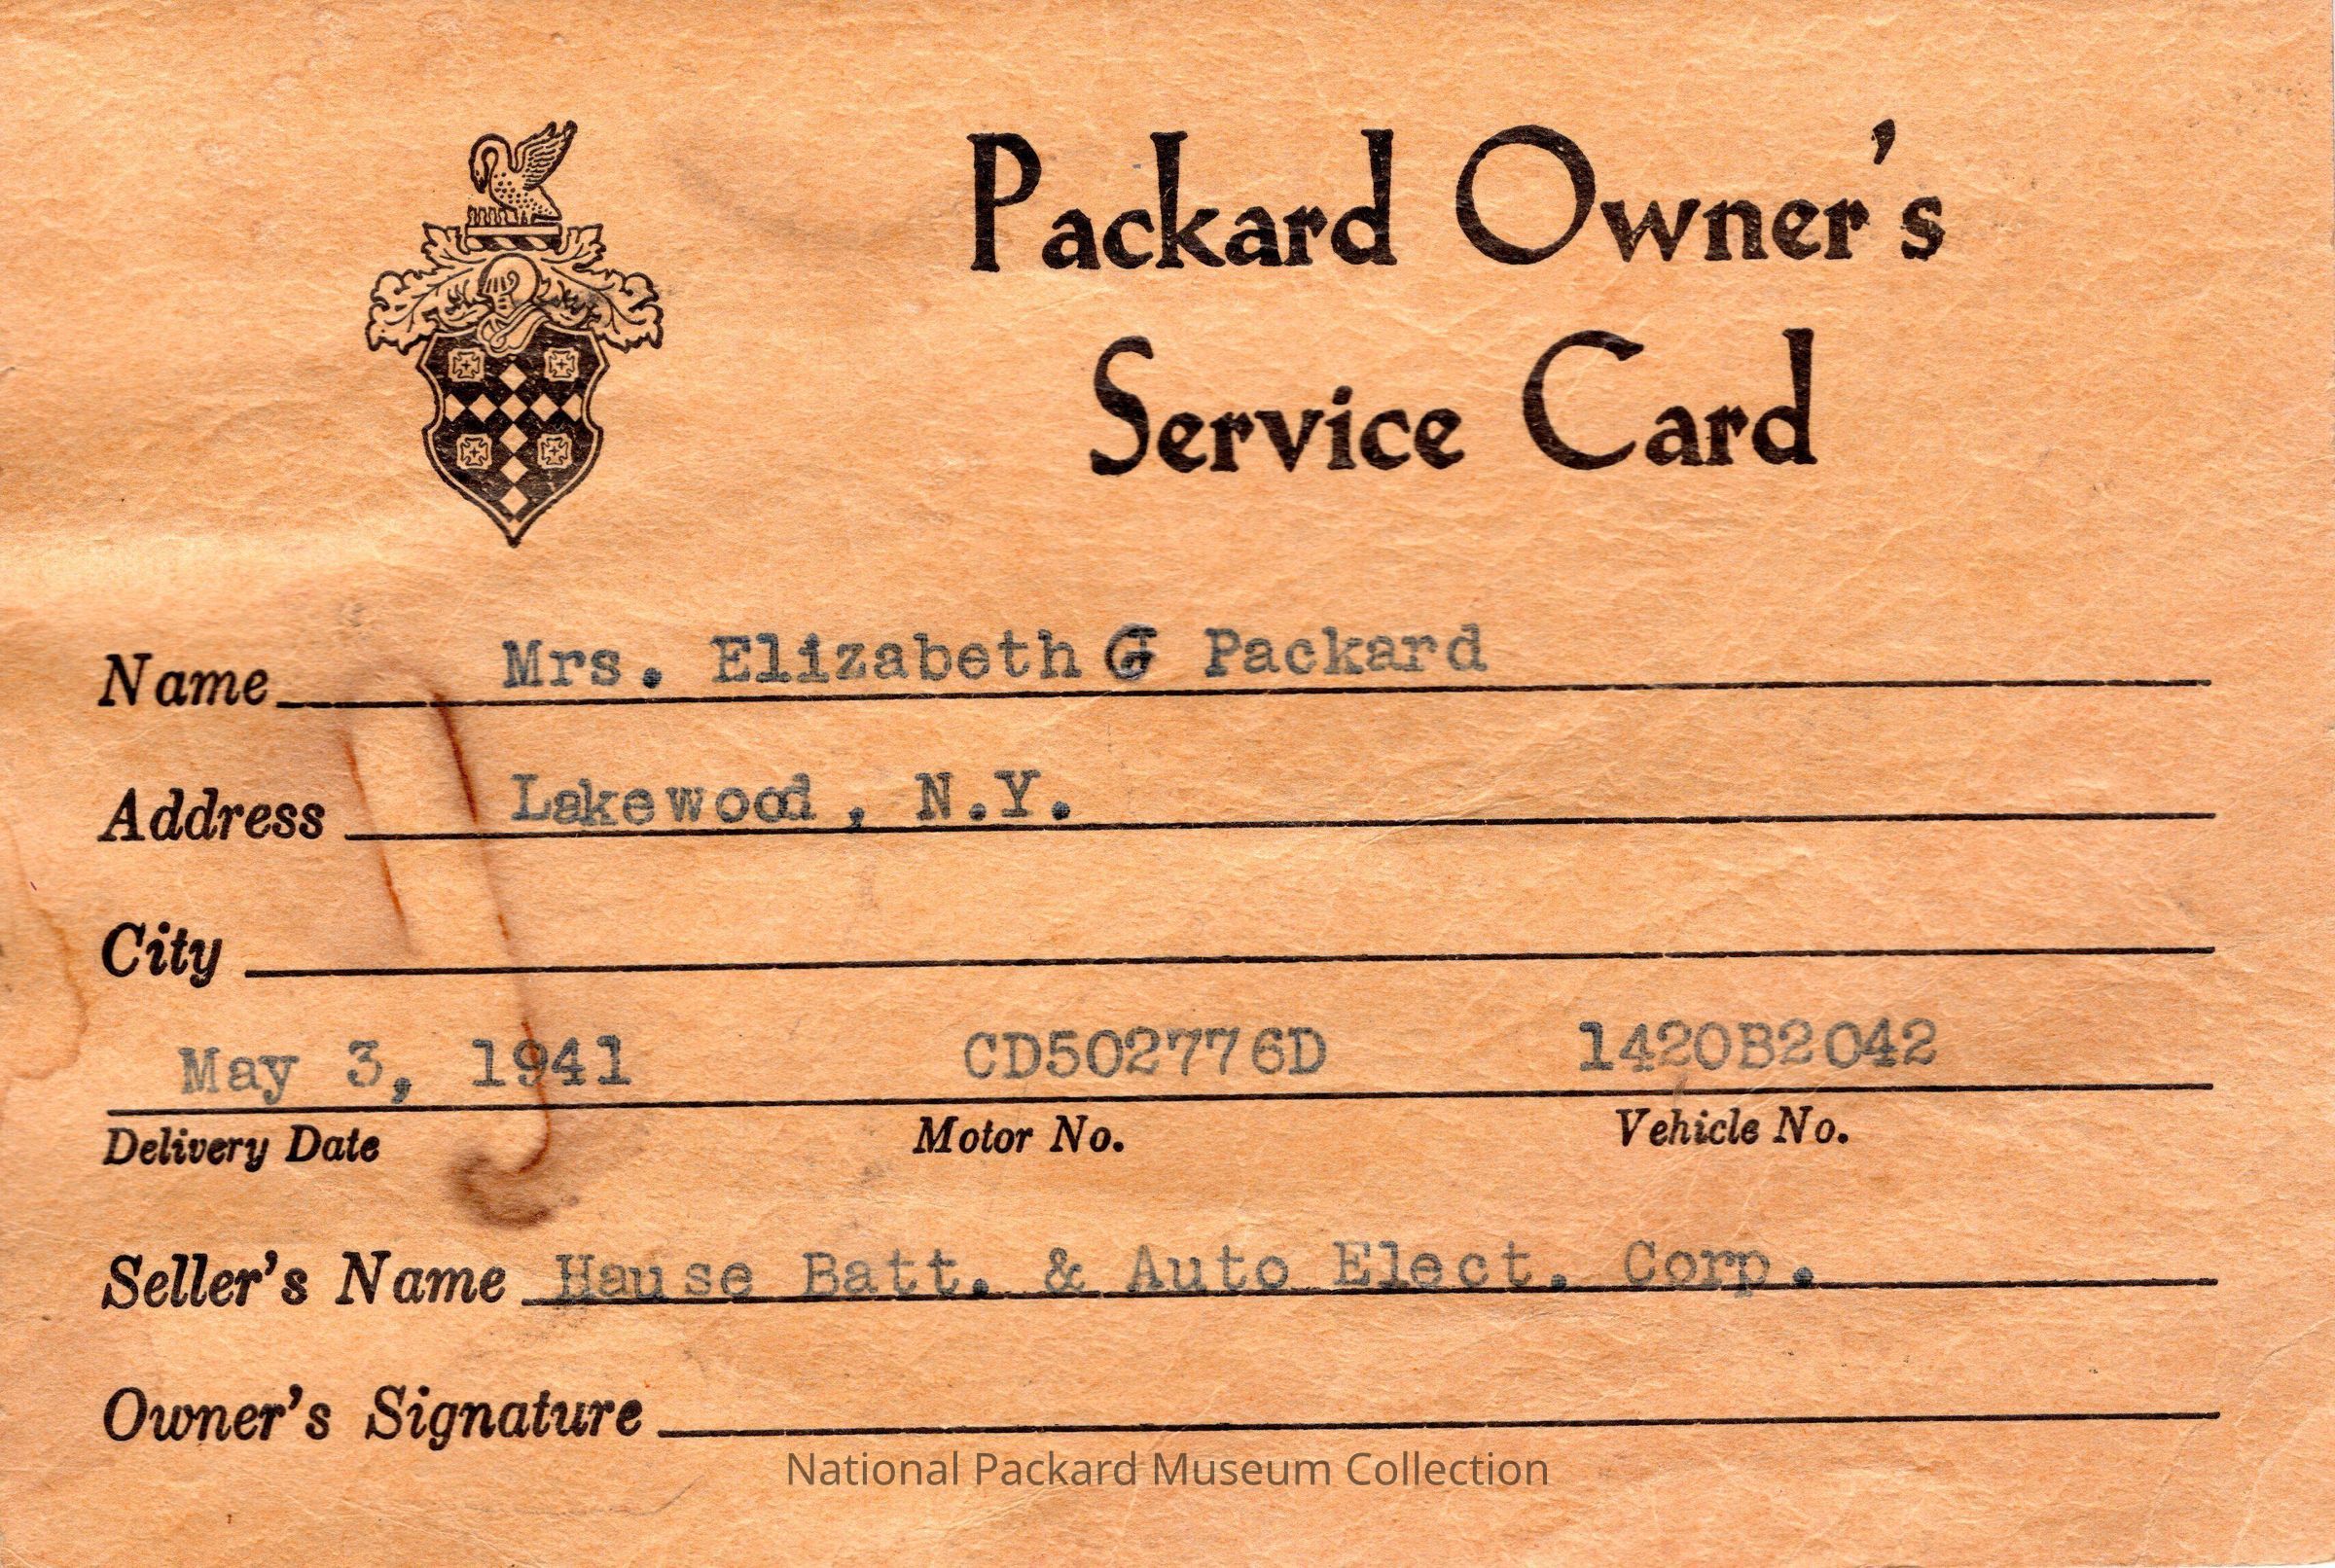 Packard Owner's
Service Card
Name Mrs. Elizabeth G Packard
Address Lakewood, N.Y.
City
May 3, 1941 CD502776D 1420B2042
Delivery Date Motor No. Vehicle No.
Seller's Name Hause Batt. & Auto Elect. Corp.
Owner's Signature
National Packard Museum Collection